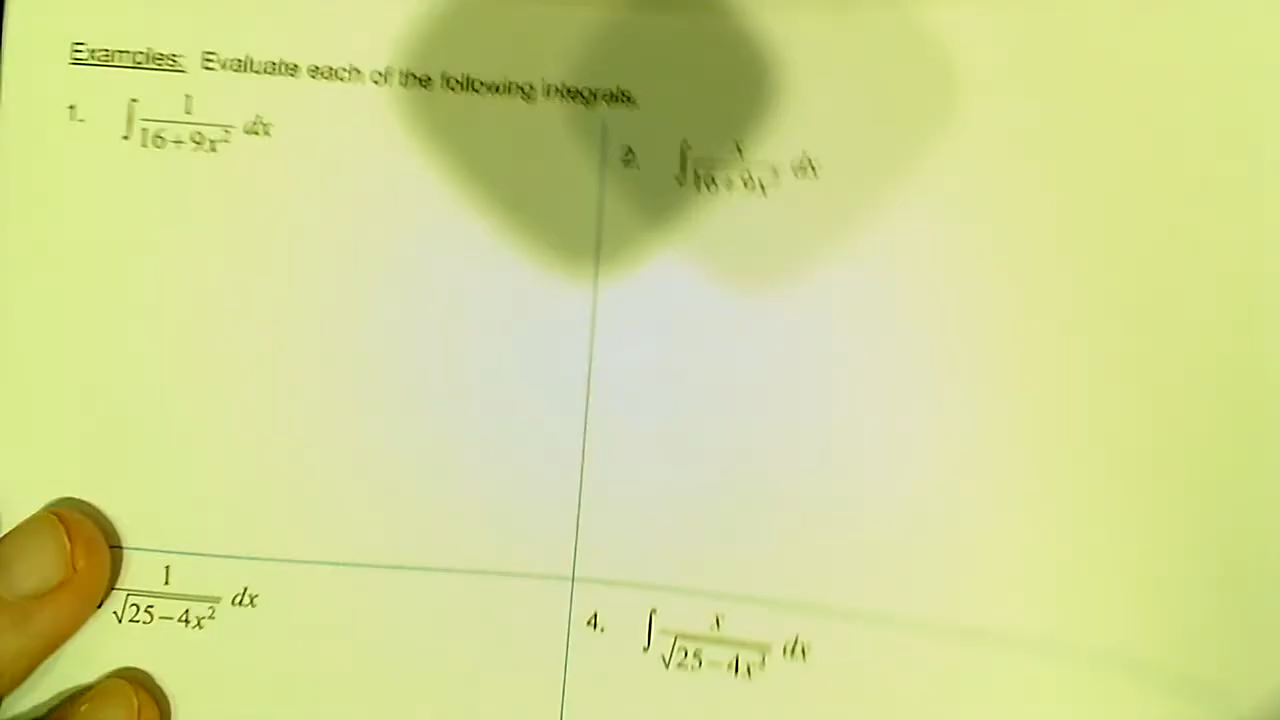 Examples: Evaluate each of the following integrals.
1. ∫ 1/(16+9x²) dx
2. ∫ x/(16+9x²) dx
1/√(25−4x²) dx
4. ∫ x/√(25−4x²) dx